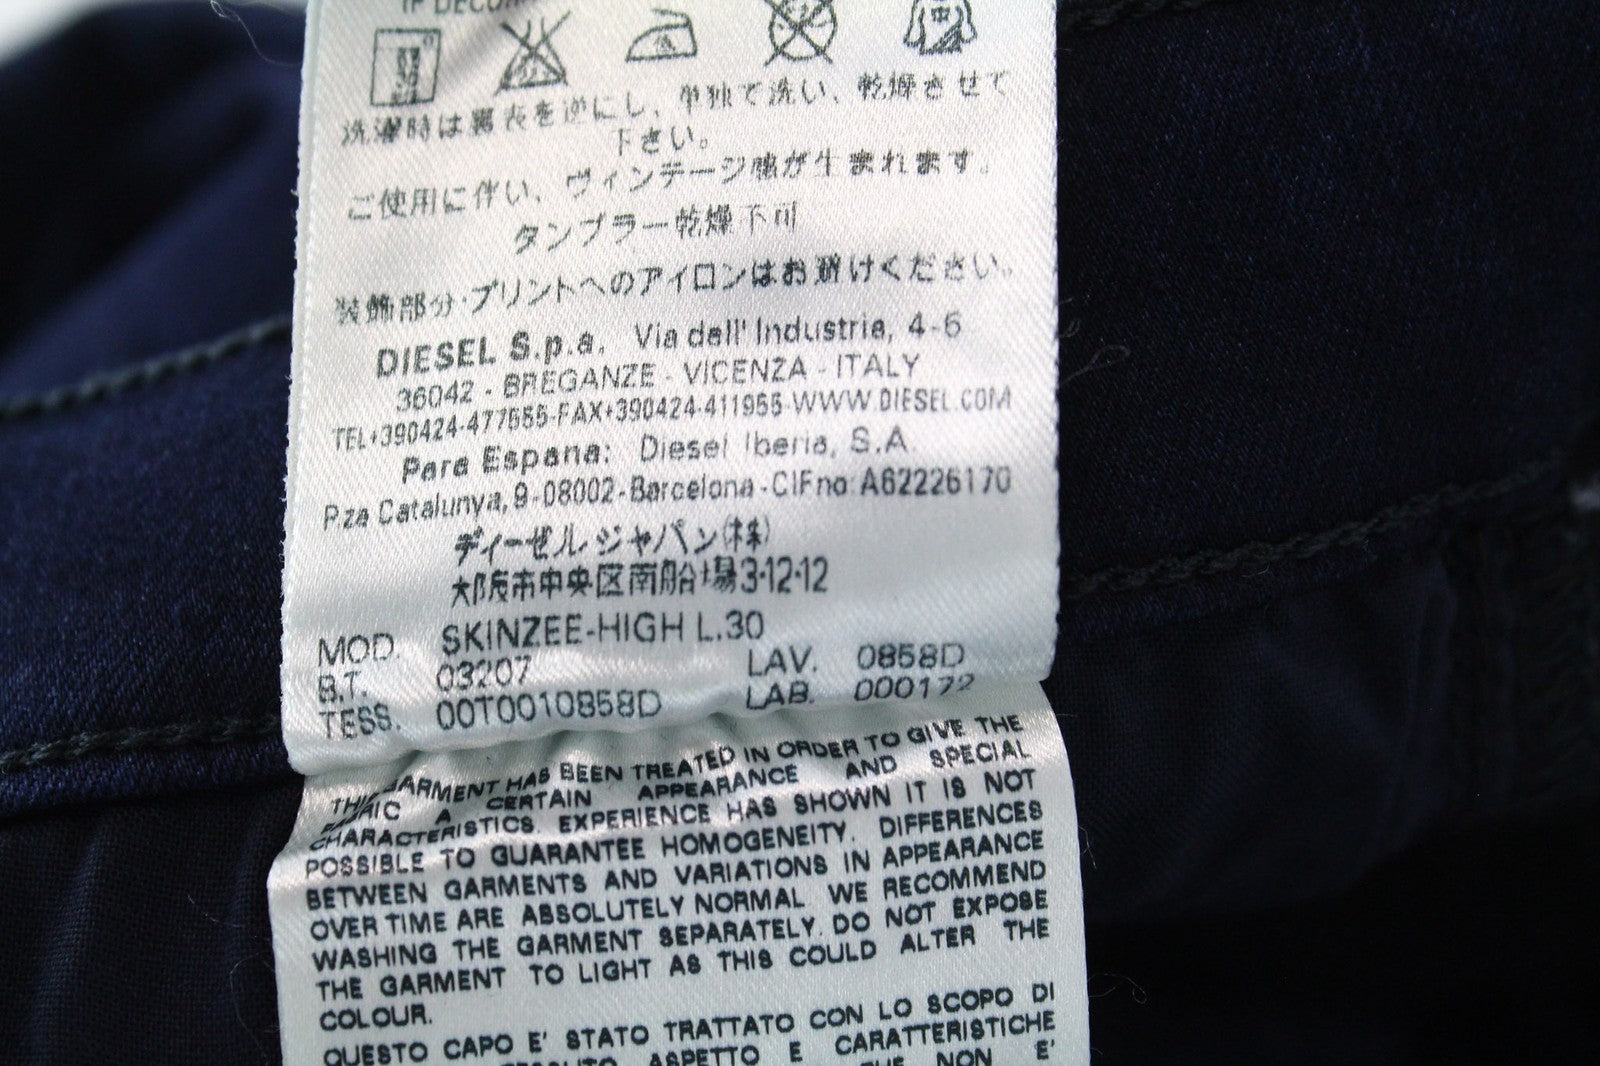 IF DECOR
洗濯時は裏表を逆にし、単独で洗い、乾燥させて
下さい。
ご使用に伴い、ヴィンテージ感が生まれます。
タンブラー乾燥不可
装飾部分・プリントへのアイロンはお避けください。
DIESEL S.p.a. Via dell' Industria, 4-6
36042 - BREGANZE - VICENZA - ITALY
TEL+390424-477555-FAX+390424-411955-WWW.DIESEL.COM
Para Espana: Diesel Iberia, S.A.
P.za Catalunya, 9-08002-Barcelona-CIFno A62226170
ディーゼルジャパン(株)
大阪市中央区南船場3-12-12
MOD. SKINZEE-HIGH L.30
B.T. 03207 LAV. 0858D
TESS. 00T0010858D LAB. 000172
THIS GARMENT HAS BEEN TREATED IN ORDER TO GIVE THE
FABRIC A CERTAIN APPEARANCE AND SPECIAL
CHARACTERISTICS. EXPERIENCE HAS SHOWN IT IS NOT
POSSIBLE TO GUARANTEE HOMOGENEITY. DIFFERENCES
BETWEEN GARMENTS AND VARIATIONS IN APPEARANCE
OVER TIME ARE ABSOLUTELY NORMAL WE RECOMMEND
WASHING THE GARMENT SEPARATELY. DO NOT EXPOSE
THE GARMENT TO LIGHT AS THIS COULD ALTER THE
COLOUR.
QUESTO CAPO E' STATO TRATTATO CON LO SCOPO DI
ASPETTO E CARATTERISTICHE
CHE NON E'